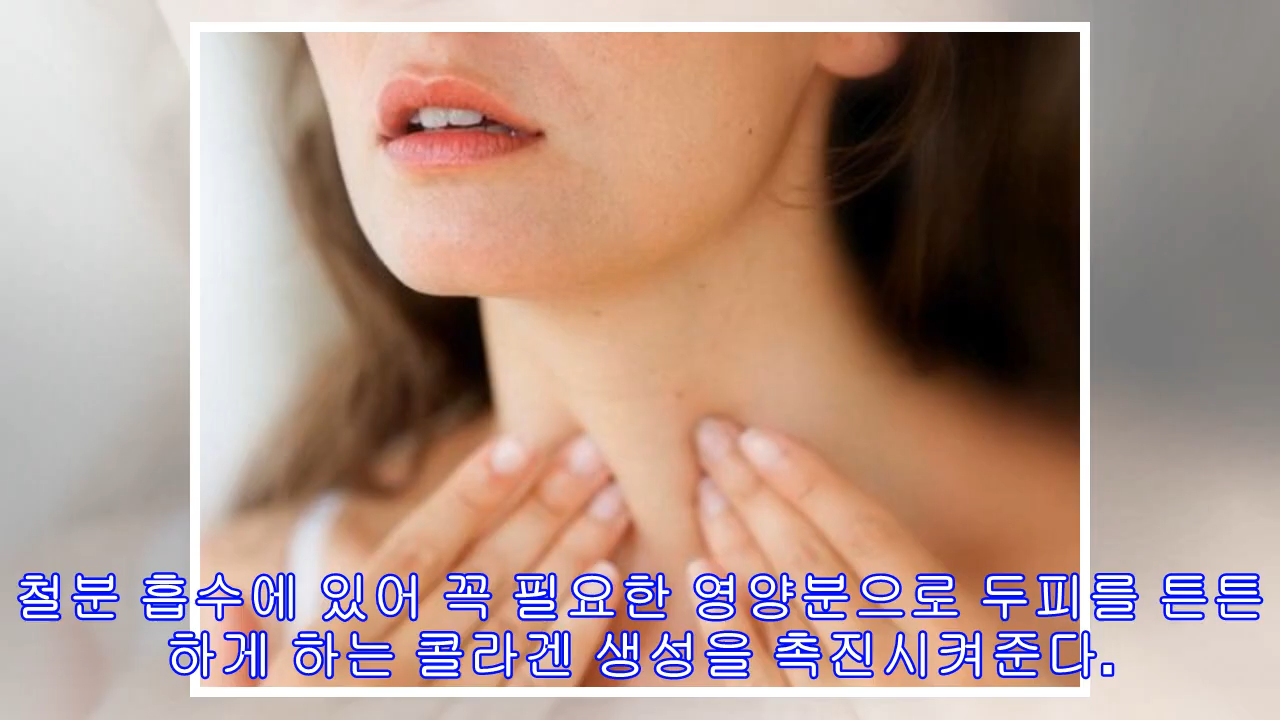 철분 흡수에 있어 꼭 필요한 영양분으로 두피를 튼튼
하게 하는 콜라겐 생성을 촉진시켜준다.